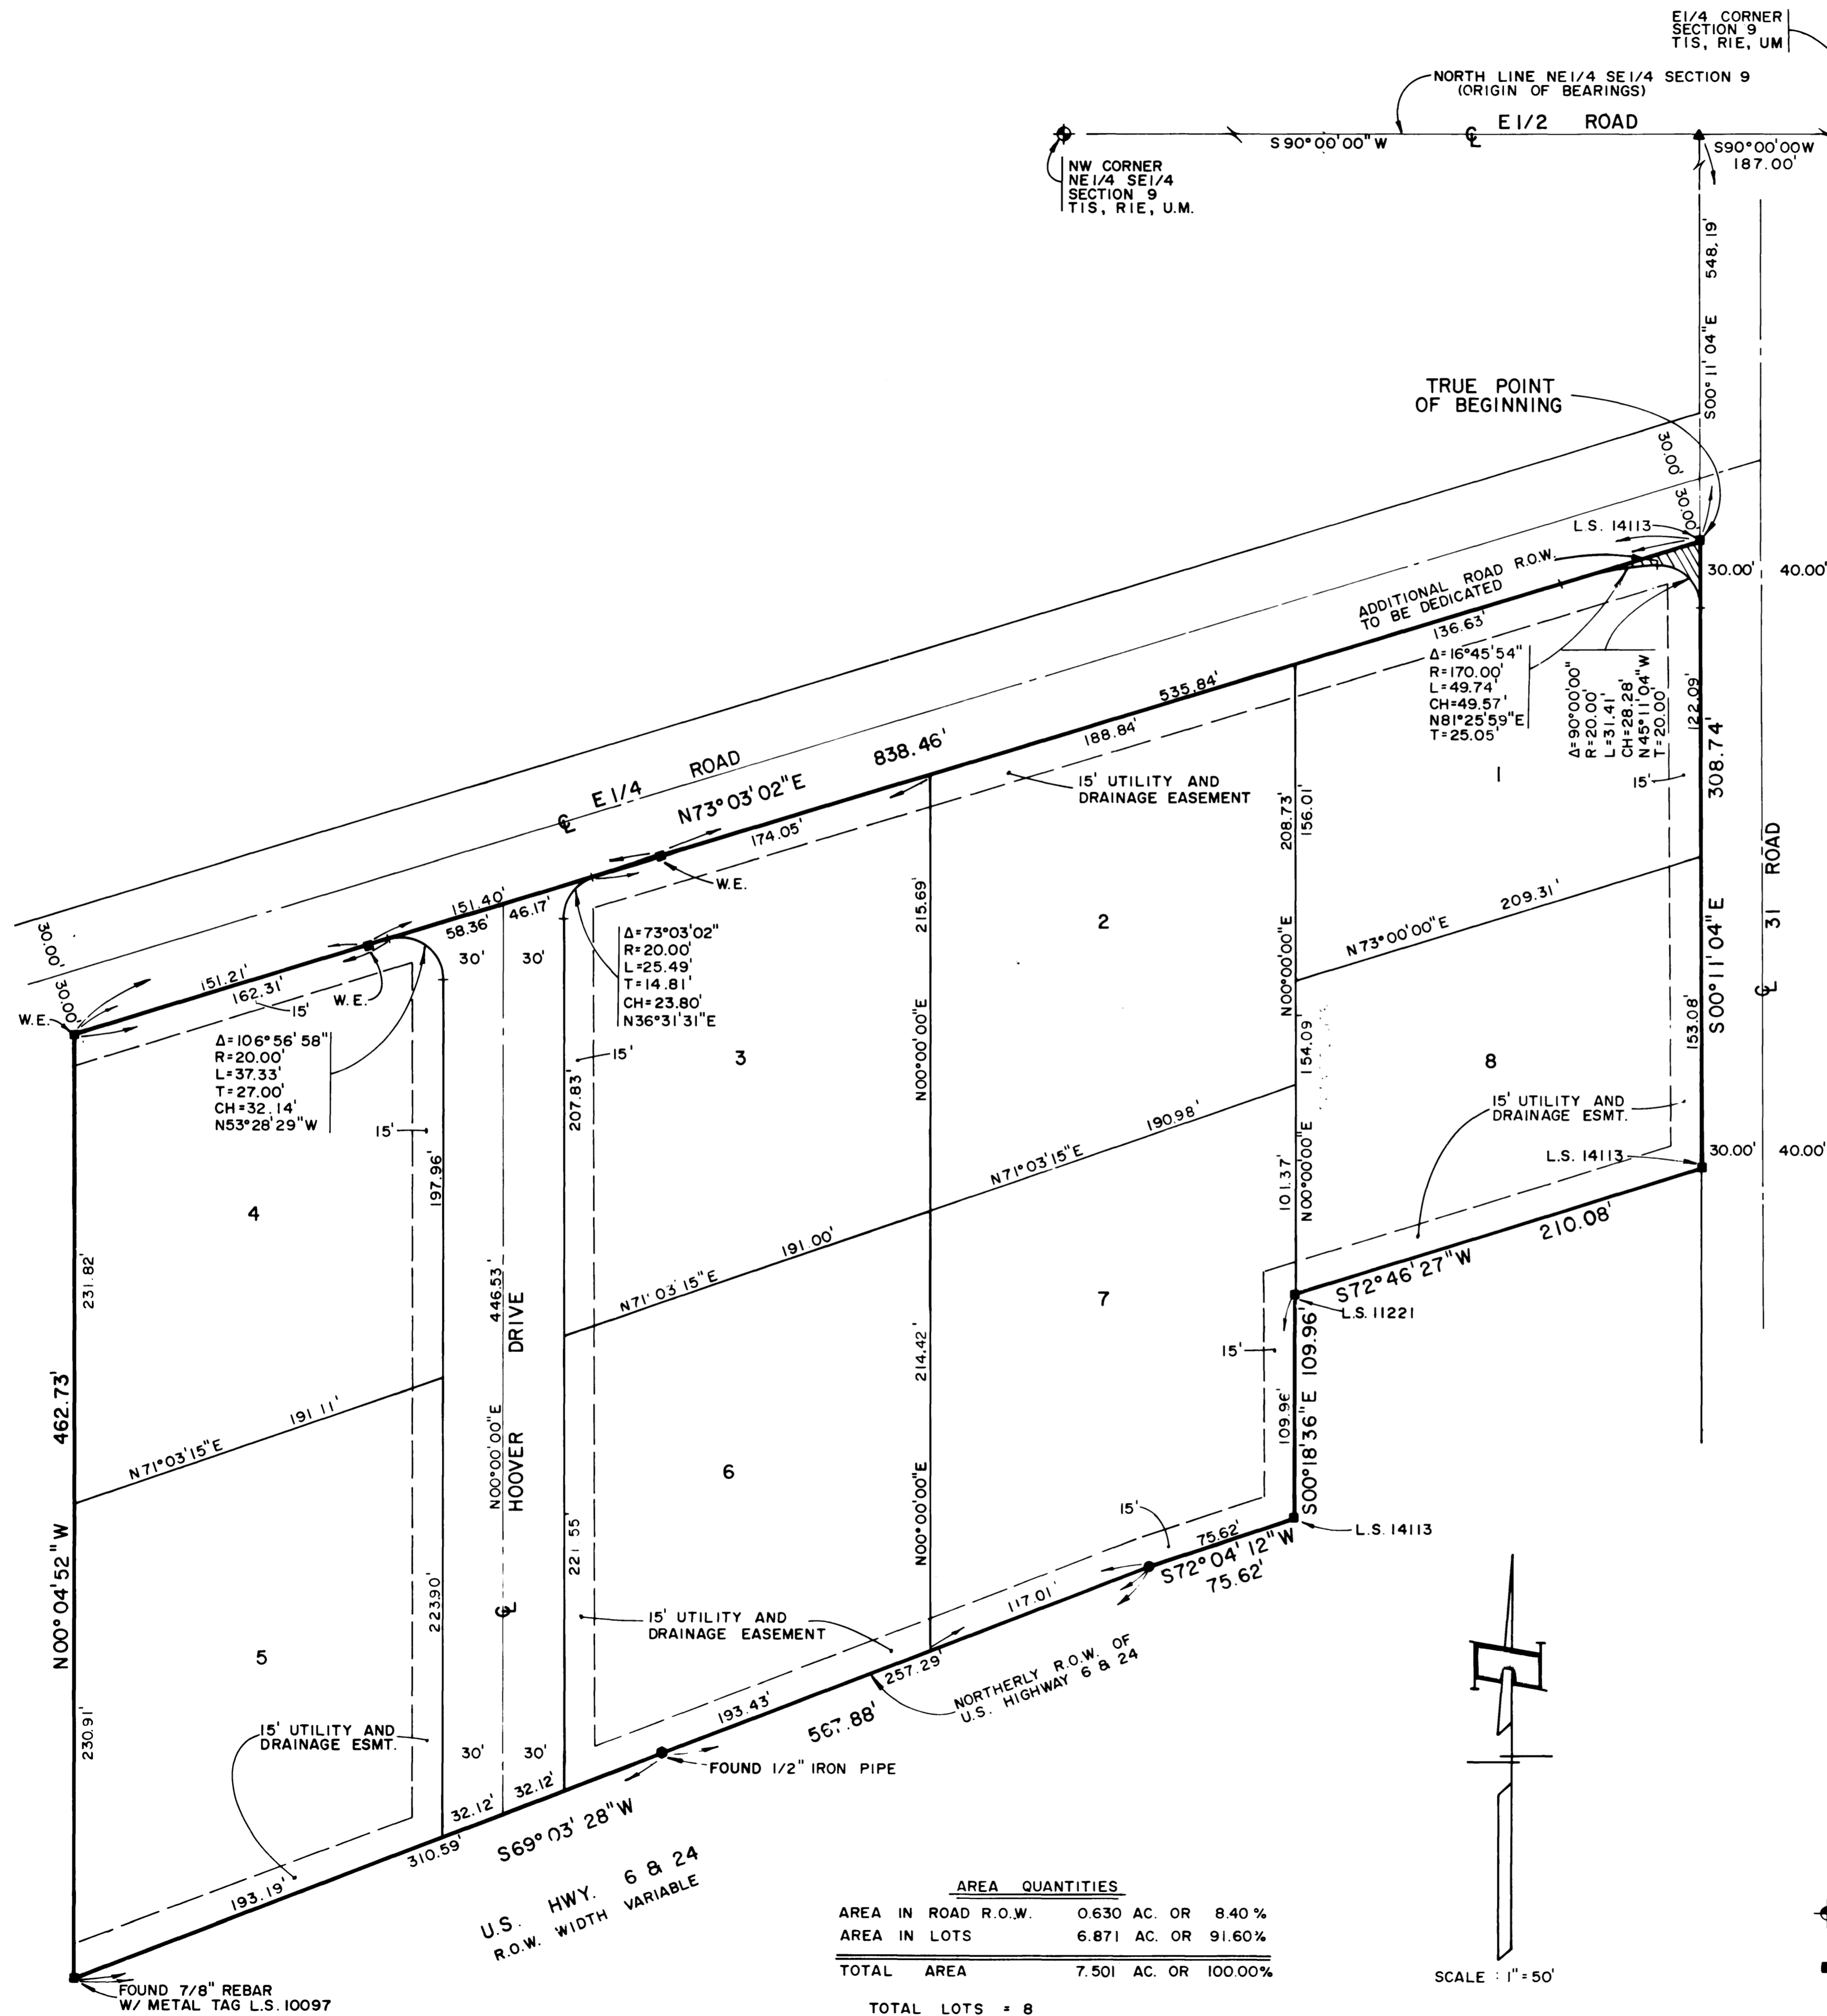 E1/4 CORNER
SECTION 9
T1S, R1E, UM
NORTH LINE NE1/4 SE1/4 SECTION 9
(ORIGIN OF BEARINGS)
E 1/2 ROAD
S 90°00'00" W
S90°00'00W
187.00'
NW CORNER
NE1/4 SE1/4
SECTION 9
T1S, R1E, U.M.
S00°11'04"E 548.19'
TRUE POINT
OF BEGINNING
30.00'
30.00'
L.S. 14113
30.00' 40.00'
ADDITIONAL ROAD R.O.W.
TO BE DEDICATED
136.63'
Δ=16°45'54"
R=170.00'
L=49.74'
CH=49.57'
N81°25'59"E
T=25.05'
Δ=90°00'00"
R=20.00'
L=31.41'
CH=28.28'
N45°11'04"W
T=20.00'
122.09'
308.74'
535.84'
188.84'
838.46'
E 1/4 ROAD
N73°03'02"E
15' UTILITY AND
DRAINAGE EASEMENT
1
15'
174.05'
W.E.
208.73'
156.01'
31 ROAD
151.40'
58.36'
46.17'
30' 30'
215.69'
2
209.31'
N73°00'00"E
Δ=73°03'02"
R=20.00'
L=25.49'
T=14.81'
CH=23.80'
N36°31'31"E
30.00'
30.00'
151.21'
162.31'
15'
W.E.
W.E.
N00°00'00"E
S00°11'04"E
153.08'
Δ=106°56'58"
R=20.00'
L=37.33'
T=27.00'
CH=32.14'
N53°28'29"W
15'
3
207.83'
N00°00'00"E
154.09
8
15' UTILITY AND
DRAINAGE ESMT.
15'
190.98'
N71°03'15"E
101.37'
N00°00'00"E
L.S. 14113
30.00' 40.00'
4
197.96'
191.00'
N71°03'15"E
210.08'
S72°46'27"W
231.82'
446.53'
HOOVER DRIVE
N00°00'00"E
7
L.S. 11221
214.42'
15'
109.96'
S00°18'36"E 109.96'
462.73'
191.11'
N71°03'15"E
6
N00°00'00"E
15'
75.62'
L.S. 14113
S72°04'12"W
75.62'
221.55'
N00°04'52"W
223.90'
5
15' UTILITY AND
DRAINAGE EASEMENT
117.01'
257.29'
NORTHERLY R.O.W. OF
U.S. HIGHWAY 6 & 24
230.91'
15' UTILITY AND
DRAINAGE ESMT.
30' 30'
193.43'
567.88'
FOUND 1/2" IRON PIPE
32.12'
32.12'
S69°03'28"W
310.59'
193.19'
U.S. HWY. 6 & 24
R.O.W. WIDTH VARIABLE
FOUND 7/8" REBAR
W/ METAL TAG L.S. 10097
AREA QUANTITIES
AREA IN ROAD R.O.W. 0.630 AC. OR 8.40%
AREA IN LOTS 6.871 AC. OR 91.60%
TOTAL AREA 7.501 AC. OR 100.00%
TOTAL LOTS = 8
SCALE : 1" = 50'